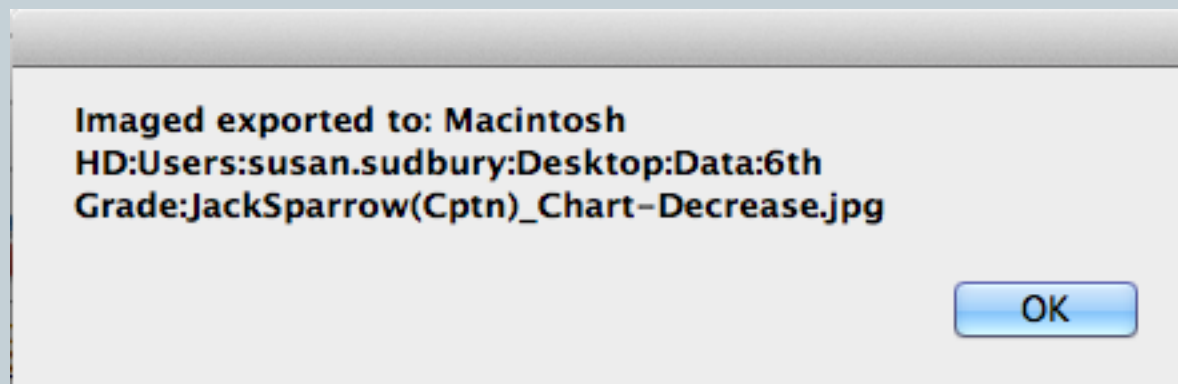 Imaged exported to: Macintosh
HD:Users:susan.sudbury:Desktop:Data:6th
Grade:JackSparrow(Cptn)_Chart-Decrease.jpg
OK